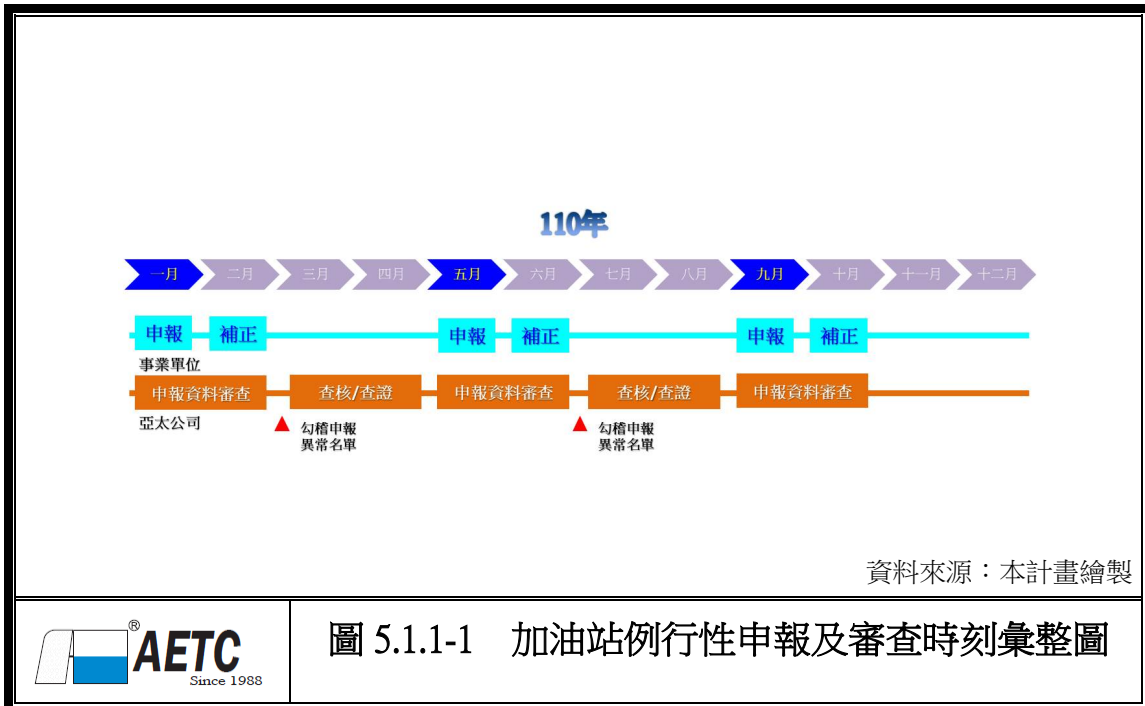 110年
一月 二月 三月 四月 五月 六月 七月 八月 九月 十月 十一月 十二月
申報 補正 申報 補正 申報 補正
事業單位
申報資料審查 查核/查證 申報資料審查 查核/查證 申報資料審查
亞太公司
勾稽申報 勾稽申報
異常名單 異常名單
資料來源：本計畫繪製
®
AETC
Since 1988
圖 5.1.1-1 加油站例行性申報及審查時刻彙整圖